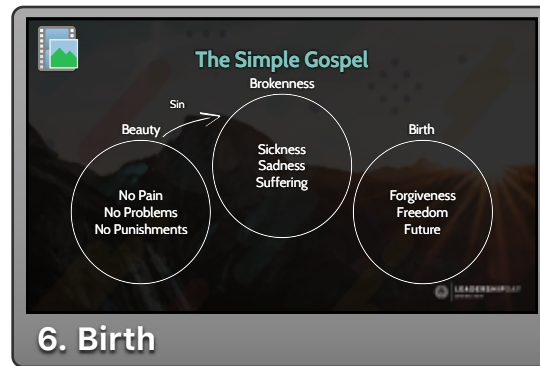 The Simple Gospel
Brokenness
Sin
Beauty
Birth
Sickness
Sadness
Suffering
No Pain
No Problems
No Punishments
Forgiveness
Freedom
Future
LEADERSHIPDAY
6. Birth